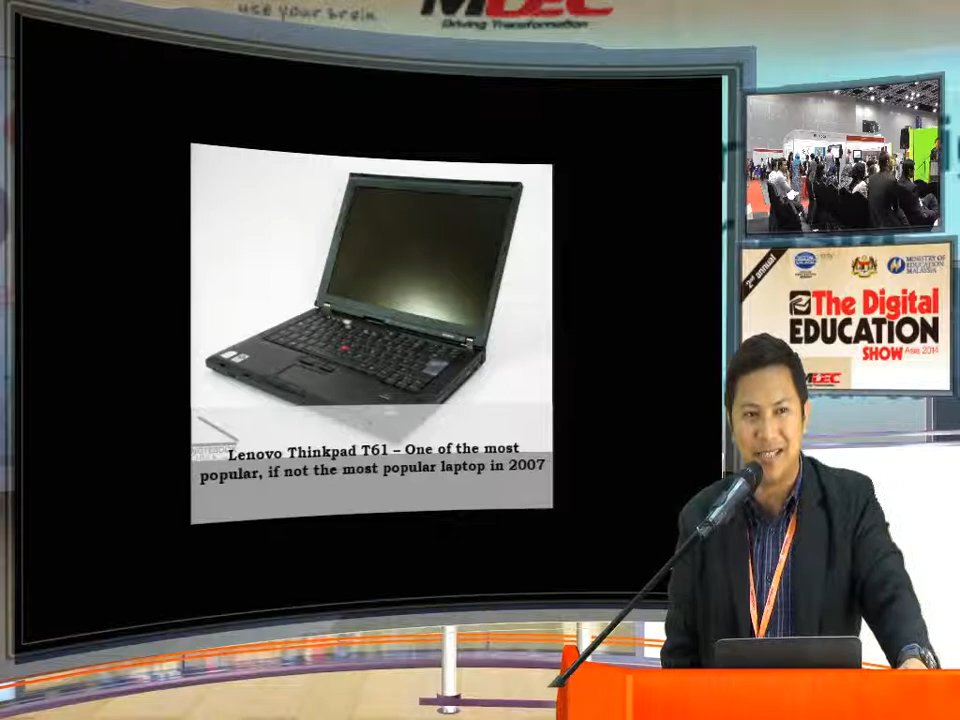 use your brain
MDEC
Driving Transformation
Lenovo Thinkpad T61 – One of the most
popular, if not the most popular laptop in 2007
2nd annual
MINISTRY OF
EDUCATION
MALAYSIA
The Digital
EDUCATION
SHOW Asia 2014
MDEC